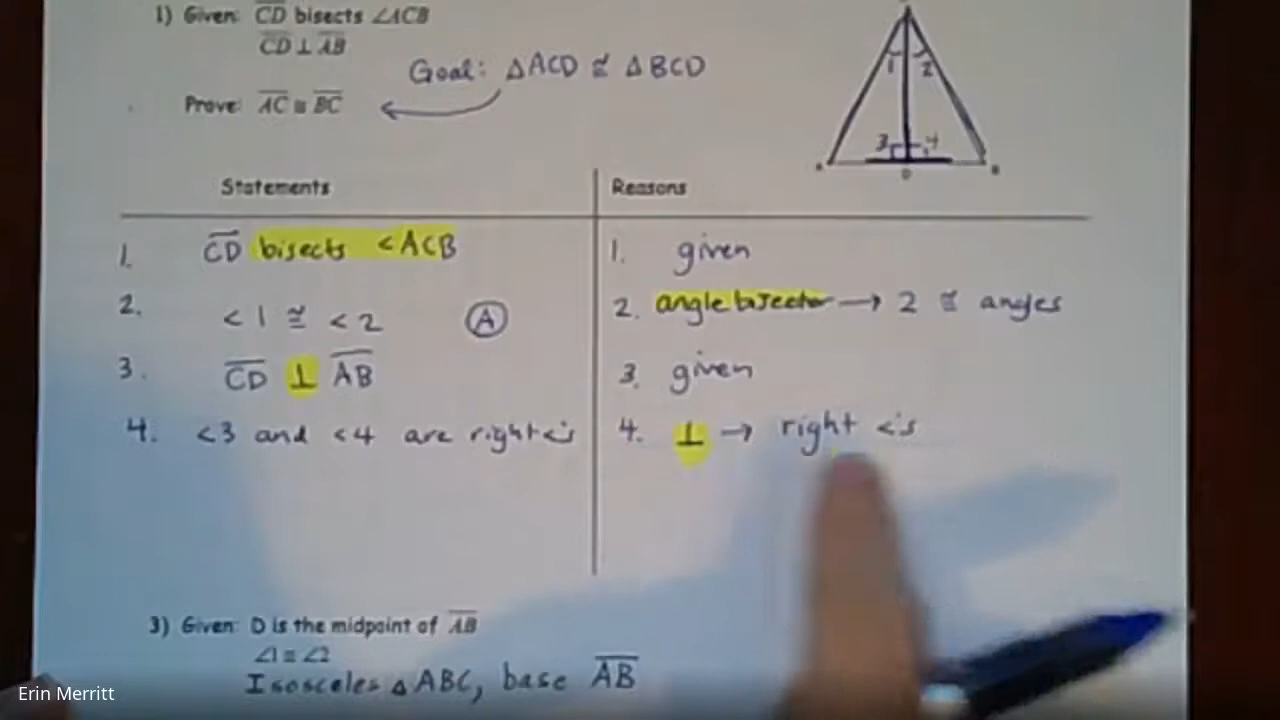 1) Given: CD bisects ∠ACB
CD ⊥ AB
Goal: △ACD ≅ △BCD
Prove: AC ≅ BC
1 2
3 4
D
Statements Reasons
1. CD bisects <ACB 1. given
2. <1 ≅ <2 (A) 2. angle bisector → 2 ≅ angles
3. CD ⊥ AB 3. given
4. <3 and <4 are right <'s 4. ⊥ → right <'s
3) Given: D is the midpoint of AB
∠1 ≅ ∠2
Isosceles △ ABC, base AB
Erin Merritt